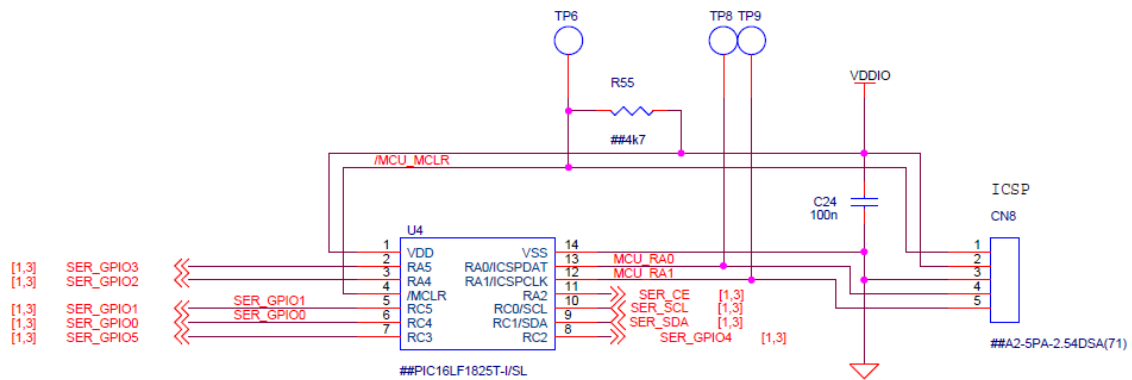 TP6
TP8 TP9
R55
VDDIO
##4k7
/MCU_MCLR
ICSP
C24
100n
CN8
U4
1 VDD VSS 14
[1,3] SER_GPIO3 2 RA5 RA0/ICSPDAT 13 MCU_RA0
[1,3] SER_GPIO2 3 RA4 RA1/ICSPCLK 12 MCU_RA1
4 /MCLR RA2 11 SER_CE [1,3]
[1,3] SER_GPIO1 SER_GPIO1 5 RC5 RC0/SCL 10 SER_SCL [1,3]
[1,3] SER_GPIO0 SER_GPIO0 6 RC4 RC1/SDA 9 SER_SDA [1,3]
[1,3] SER_GPIO5 7 RC3 RC2 8 SER_GPIO4 [1,3]
1
2
3
4
5
##A2-5PA-2.54DSA(71)
##PIC16LF1825T-I/SL